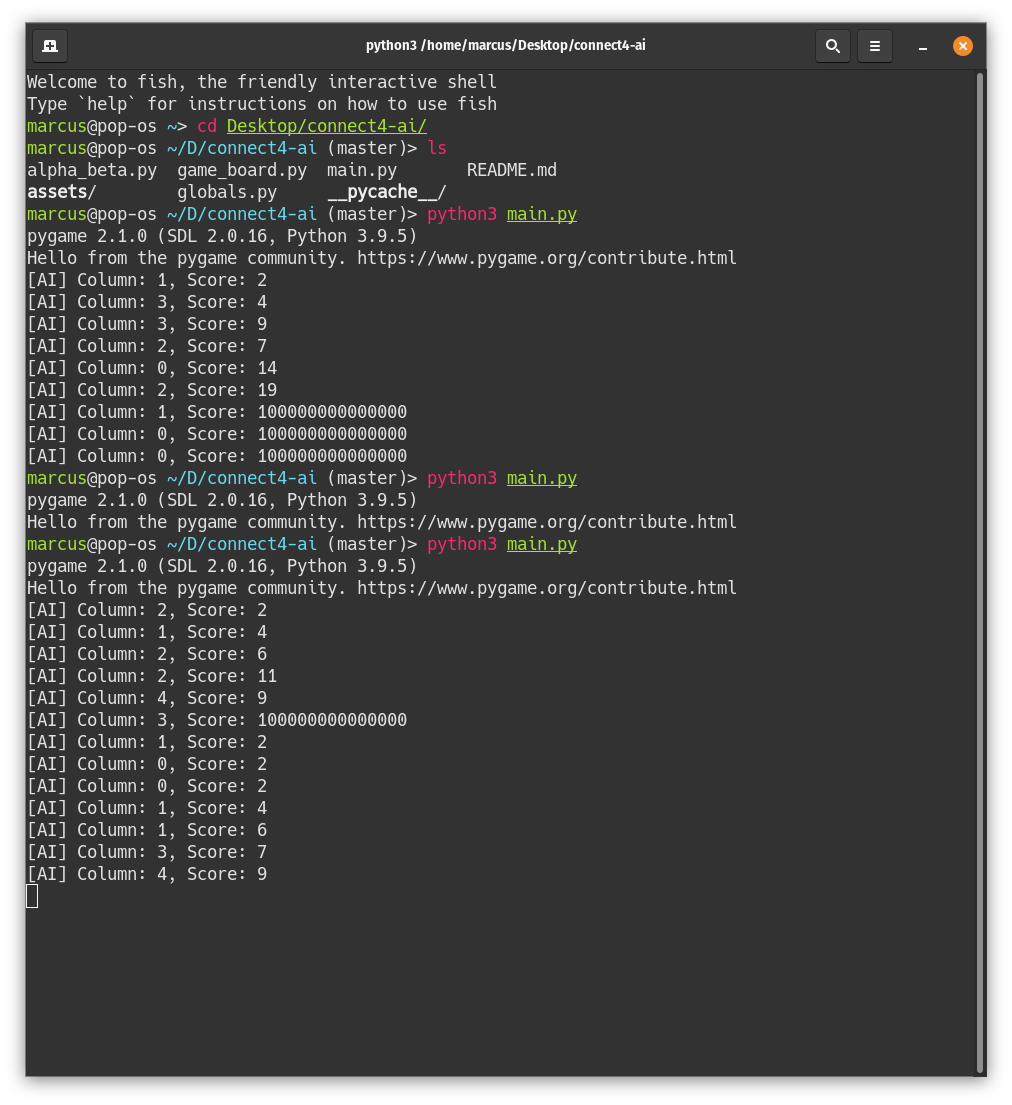 python3 /home/marcus/Desktop/connect4-ai
Welcome to fish, the friendly interactive shell
Type `help` for instructions on how to use fish
marcus@pop-os ~> cd Desktop/connect4-ai/
marcus@pop-os ~/D/connect4-ai (master)> ls
alpha_beta.py  game_board.py  main.py       README.md
assets/        globals.py     __pycache__/
marcus@pop-os ~/D/connect4-ai (master)> python3 main.py
pygame 2.1.0 (SDL 2.0.16, Python 3.9.5)
Hello from the pygame community. https://www.pygame.org/contribute.html
[AI] Column: 1, Score: 2
[AI] Column: 3, Score: 4
[AI] Column: 3, Score: 9
[AI] Column: 2, Score: 7
[AI] Column: 0, Score: 14
[AI] Column: 2, Score: 19
[AI] Column: 1, Score: 100000000000000
[AI] Column: 0, Score: 100000000000000
[AI] Column: 0, Score: 100000000000000
marcus@pop-os ~/D/connect4-ai (master)> python3 main.py
pygame 2.1.0 (SDL 2.0.16, Python 3.9.5)
Hello from the pygame community. https://www.pygame.org/contribute.html
marcus@pop-os ~/D/connect4-ai (master)> python3 main.py
pygame 2.1.0 (SDL 2.0.16, Python 3.9.5)
Hello from the pygame community. https://www.pygame.org/contribute.html
[AI] Column: 2, Score: 2
[AI] Column: 1, Score: 4
[AI] Column: 2, Score: 6
[AI] Column: 2, Score: 11
[AI] Column: 4, Score: 9
[AI] Column: 3, Score: 100000000000000
[AI] Column: 1, Score: 2
[AI] Column: 0, Score: 2
[AI] Column: 0, Score: 2
[AI] Column: 1, Score: 4
[AI] Column: 1, Score: 6
[AI] Column: 3, Score: 7
[AI] Column: 4, Score: 9